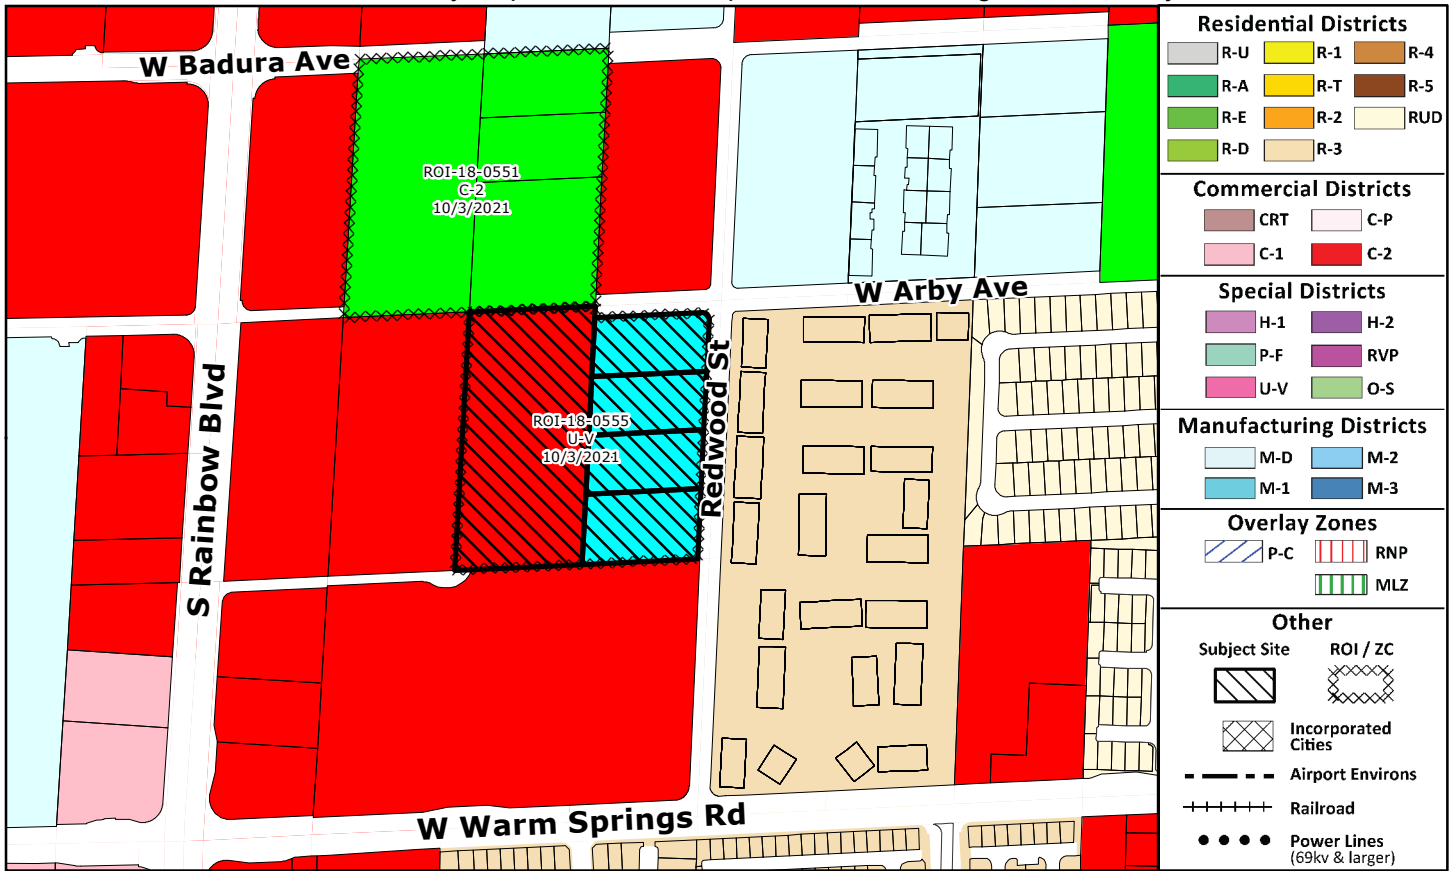 W Badura Ave
ROI-18-0551
C-2
10/3/2021
W Arby Ave
S Rainbow Blvd
Redwood St
ROI-18-0555
U-V
10/3/2021
W Warm Springs Rd
Residential Districts
R-U R-1 R-4
R-A R-T R-5
R-E R-2 RUD
R-D R-3
Commercial Districts
CRT C-P
C-1 C-2
Special Districts
H-1 H-2
P-F RVP
U-V O-S
Manufacturing Districts
M-D M-2
M-1 M-3
Overlay Zones
P-C RNP
MLZ
Other
Subject Site ROI / ZC
Incorporated
Cities
Airport Environs
Railroad
Power Lines
(69kv & larger)